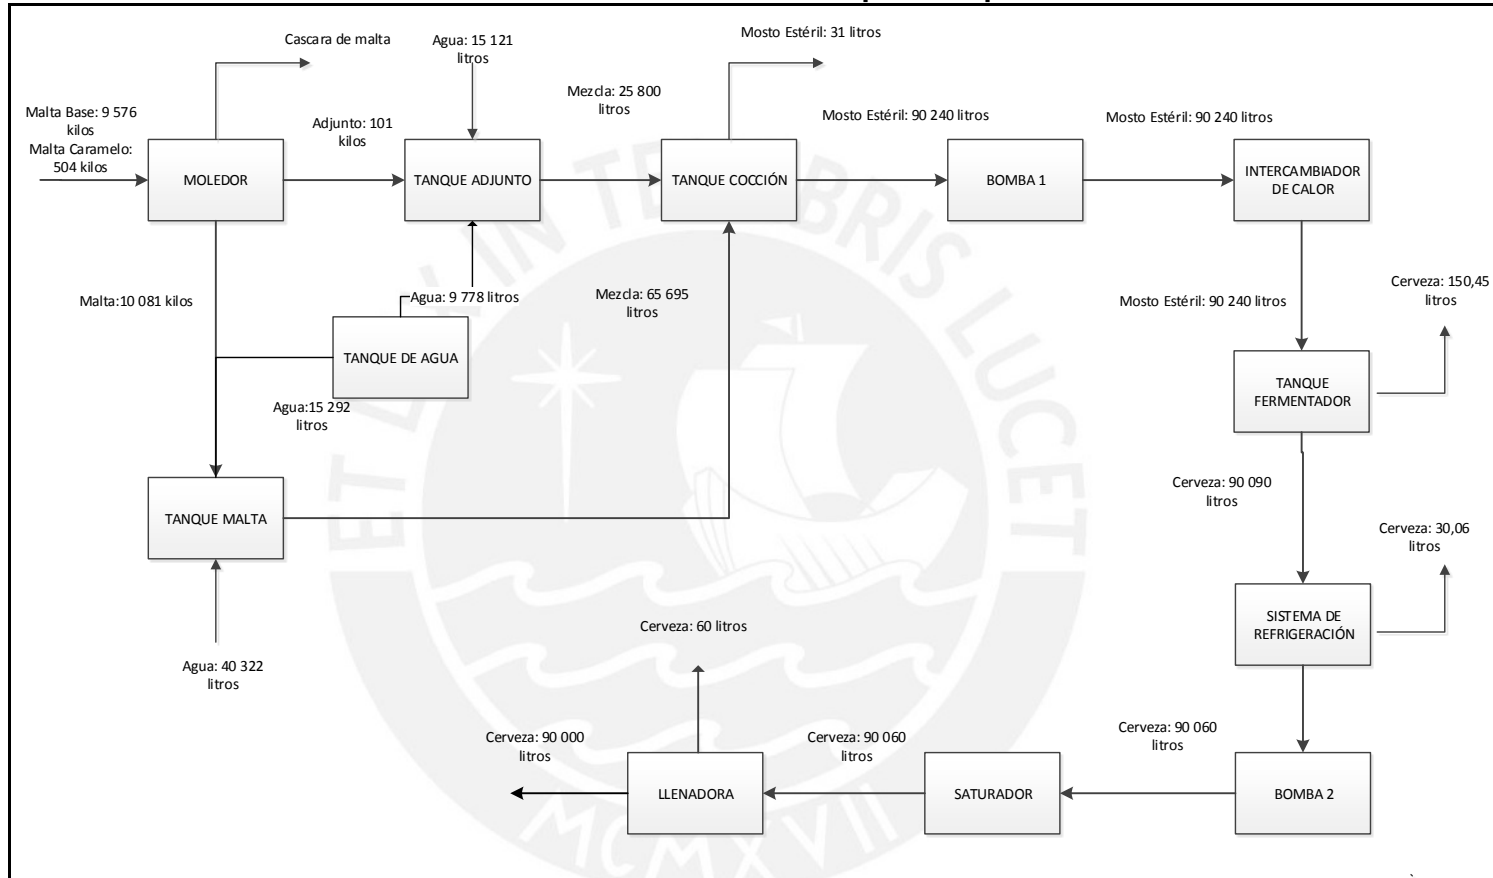 Cascara de malta
Agua: 15 121
litros
Mosto Estéril: 31 litros
Malta Base: 9 576
kilos
Malta Caramelo:
504 kilos
Adjunto: 101
kilos
Mezcla: 25 800
litros
Mosto Estéril: 90 240 litros
Mosto Estéril: 90 240 litros
MOLEDOR
TANQUE ADJUNTO
TANQUE COCCIÓN
BOMBA 1
INTERCAMBIADOR
DE CALOR
Malta:10 081 kilos
Agua: 9 778 litros
Mezcla: 65 695
litros
Mosto Estéril: 90 240 litros
Cerveza: 150,45
litros
TANQUE DE AGUA
TANQUE
FERMENTADOR
Agua:15 292
litros
Cerveza: 90 090
litros
TANQUE MALTA
Cerveza: 30,06
litros
Agua: 40 322
litros
Cerveza: 60 litros
SISTEMA DE
REFRIGERACIÓN
Cerveza: 90 000
litros
Cerveza: 90 060
litros
Cerveza: 90 060
litros
LLENADORA
SATURADOR
BOMBA 2
ET LUX IN TENEBRIS LUCET
MCMXVII